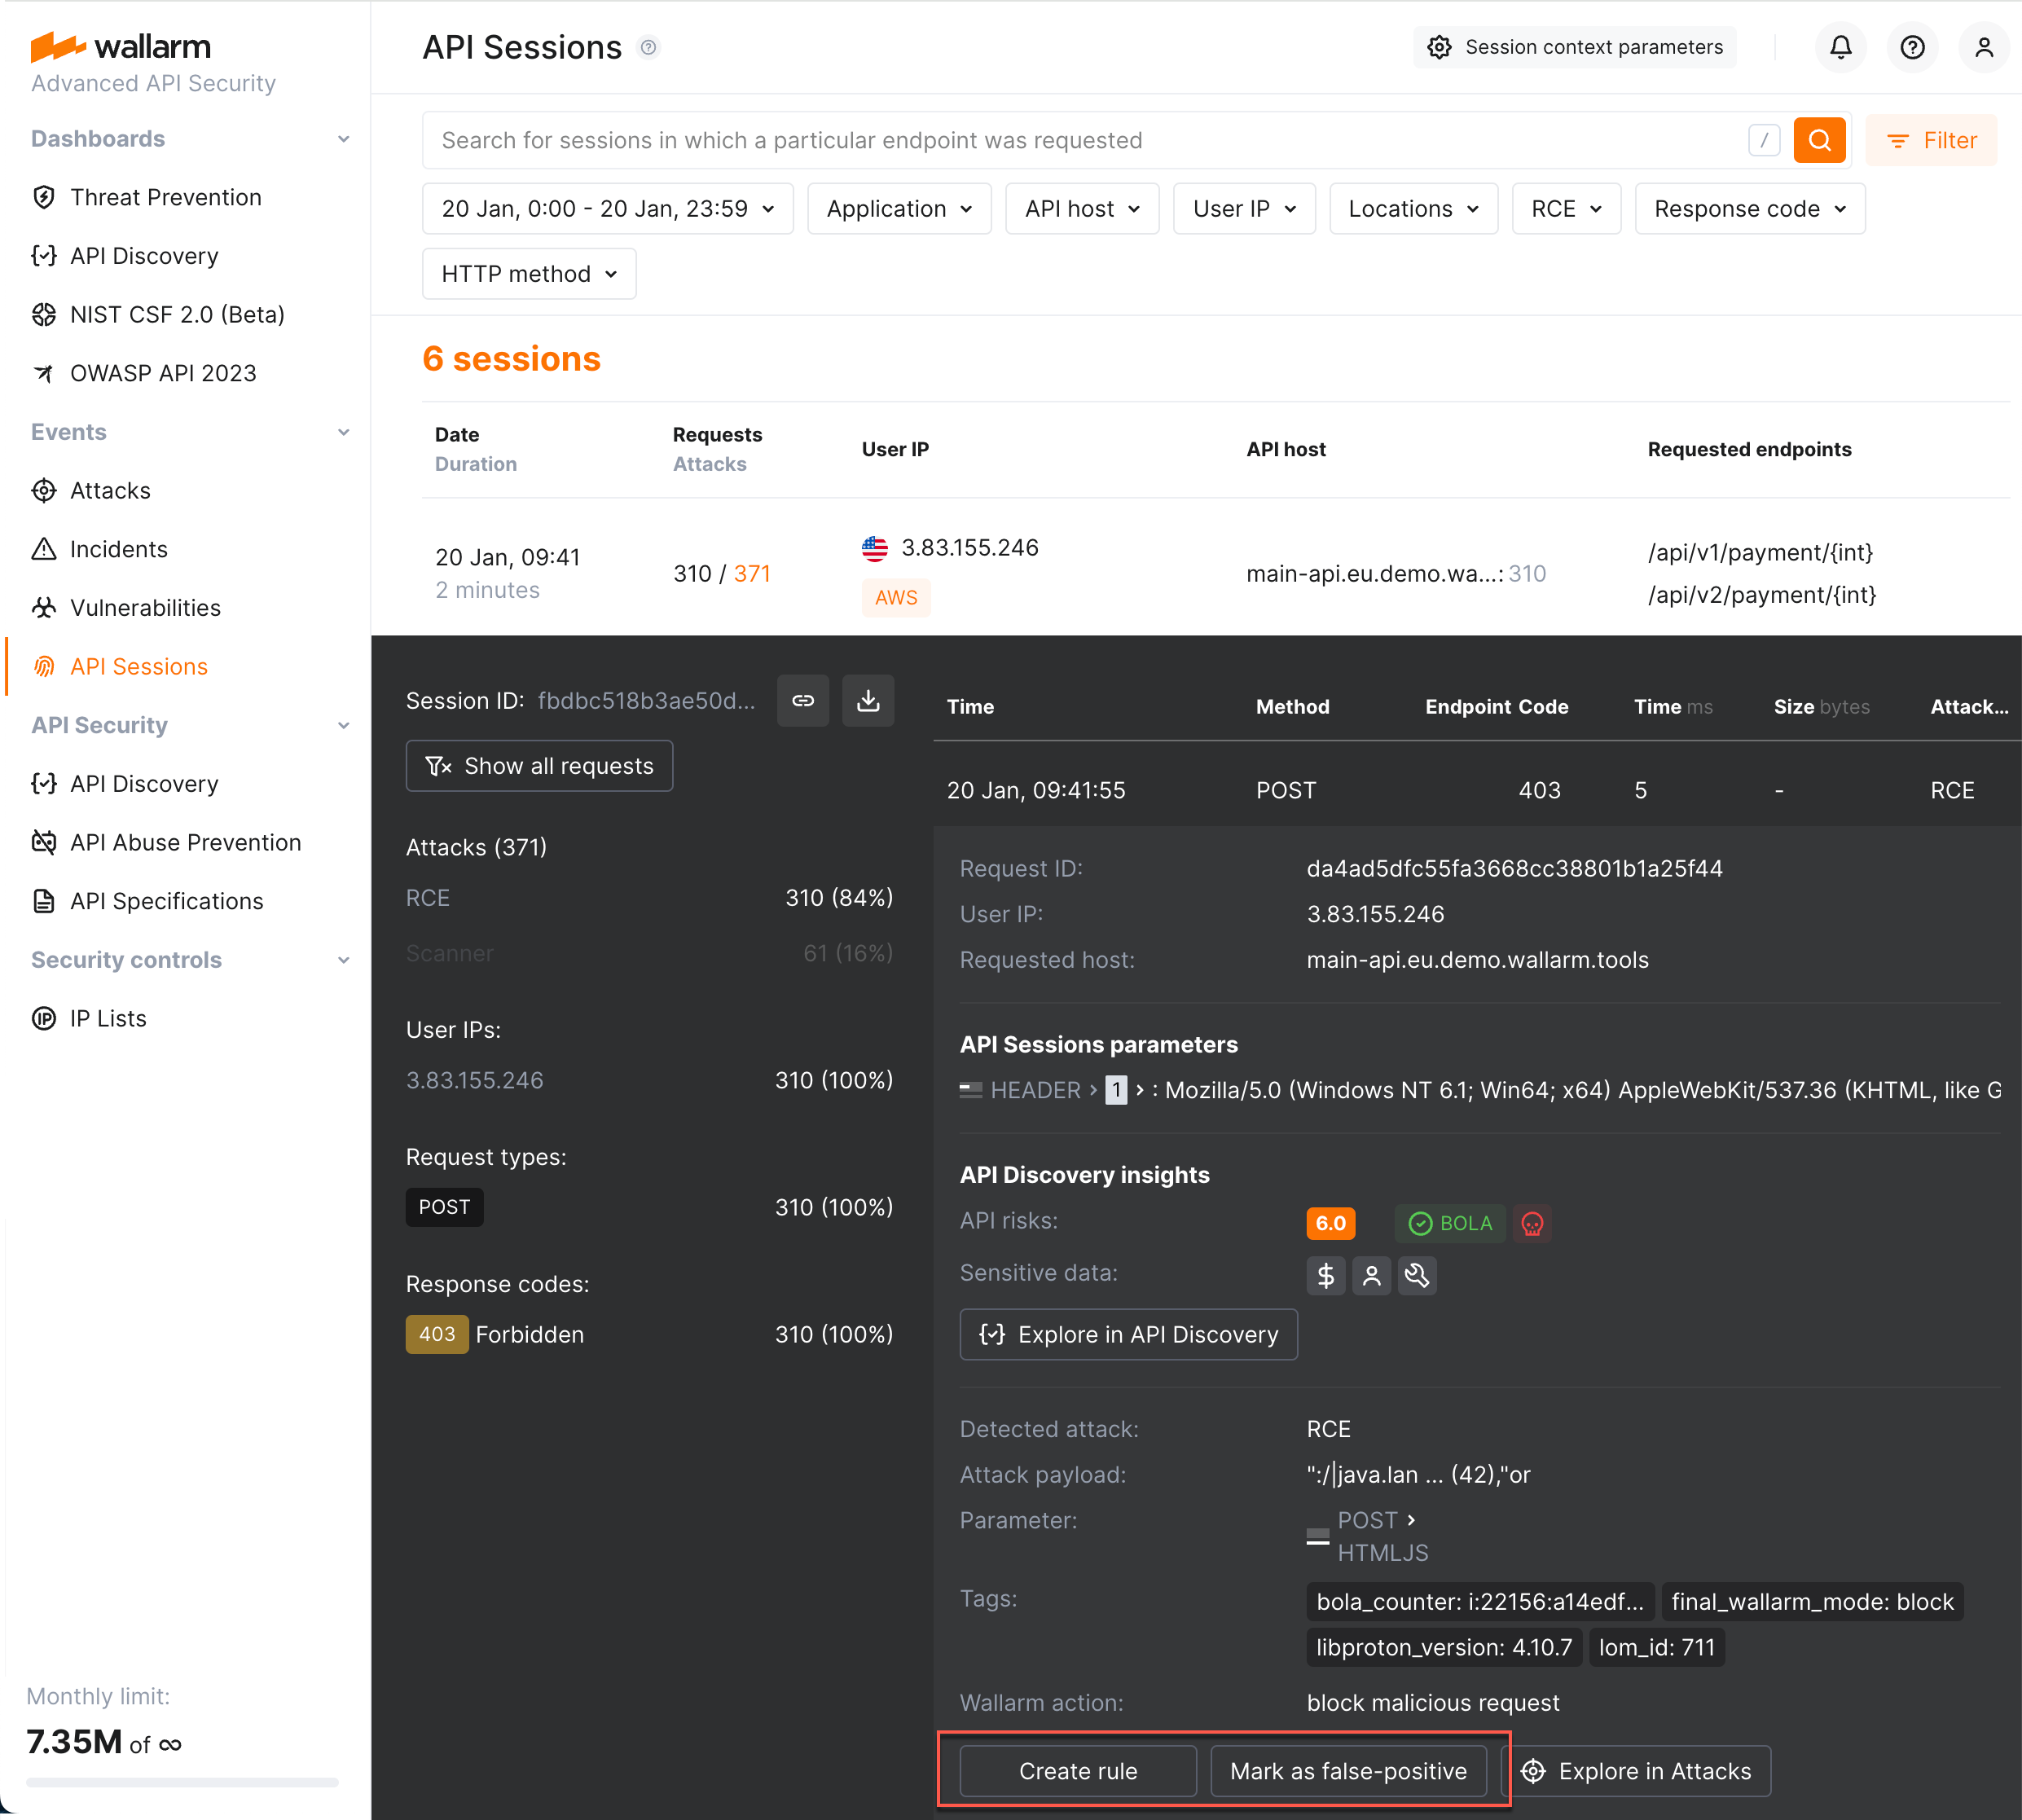 wallarm
Advanced API Security
Dashboards
Threat Prevention
API Discovery
NIST CSF 2.0 (Beta)
OWASP API 2023
Events
Attacks
Incidents
Vulnerabilities
API Sessions
API Security
API Discovery
API Abuse Prevention
API Specifications
Security controls
IP Lists
Monthly limit:
7.35M of ∞
API Sessions
Session context parameters
Search for sessions in which a particular endpoint was requested /
Filter
20 Jan, 0:00 - 20 Jan, 23:59 Application API host User IP Locations RCE Response code
HTTP method
6 sessions
Date Requests User IP API host Requested endpoints
Duration Attacks
20 Jan, 09:41 310 / 371 3.83.155.246 main-api.eu.demo.wa...: 310 /api/v1/payment/{int}
2 minutes AWS /api/v2/payment/{int}
Session ID: fbdbc518b3ae50d...
Show all requests
Attacks (371)
RCE 310 (84%)
Scanner 61 (16%)
User IPs:
3.83.155.246 310 (100%)
Request types:
POST 310 (100%)
Response codes:
403 Forbidden 310 (100%)
Time Method Endpoint Code Time ms Size bytes Attack...
20 Jan, 09:41:55 POST 403 5 - RCE
Request ID: da4ad5dfc55fa3668cc38801b1a25f44
User IP: 3.83.155.246
Requested host: main-api.eu.demo.wallarm.tools
API Sessions parameters
HEADER > 1 > : Mozilla/5.0 (Windows NT 6.1; Win64; x64) AppleWebKit/537.36 (KHTML, like G
API Discovery insights
API risks: 6.0 BOLA
Sensitive data: $
Explore in API Discovery
Detected attack: RCE
Attack payload: ":/|java.lan ... (42),"or
Parameter: POST >
HTMLJS
Tags: bola_counter: i:22156:a14edf... final_wallarm_mode: block
libproton_version: 4.10.7 lom_id: 711
Wallarm action: block malicious request
Create rule Mark as false-positive Explore in Attacks